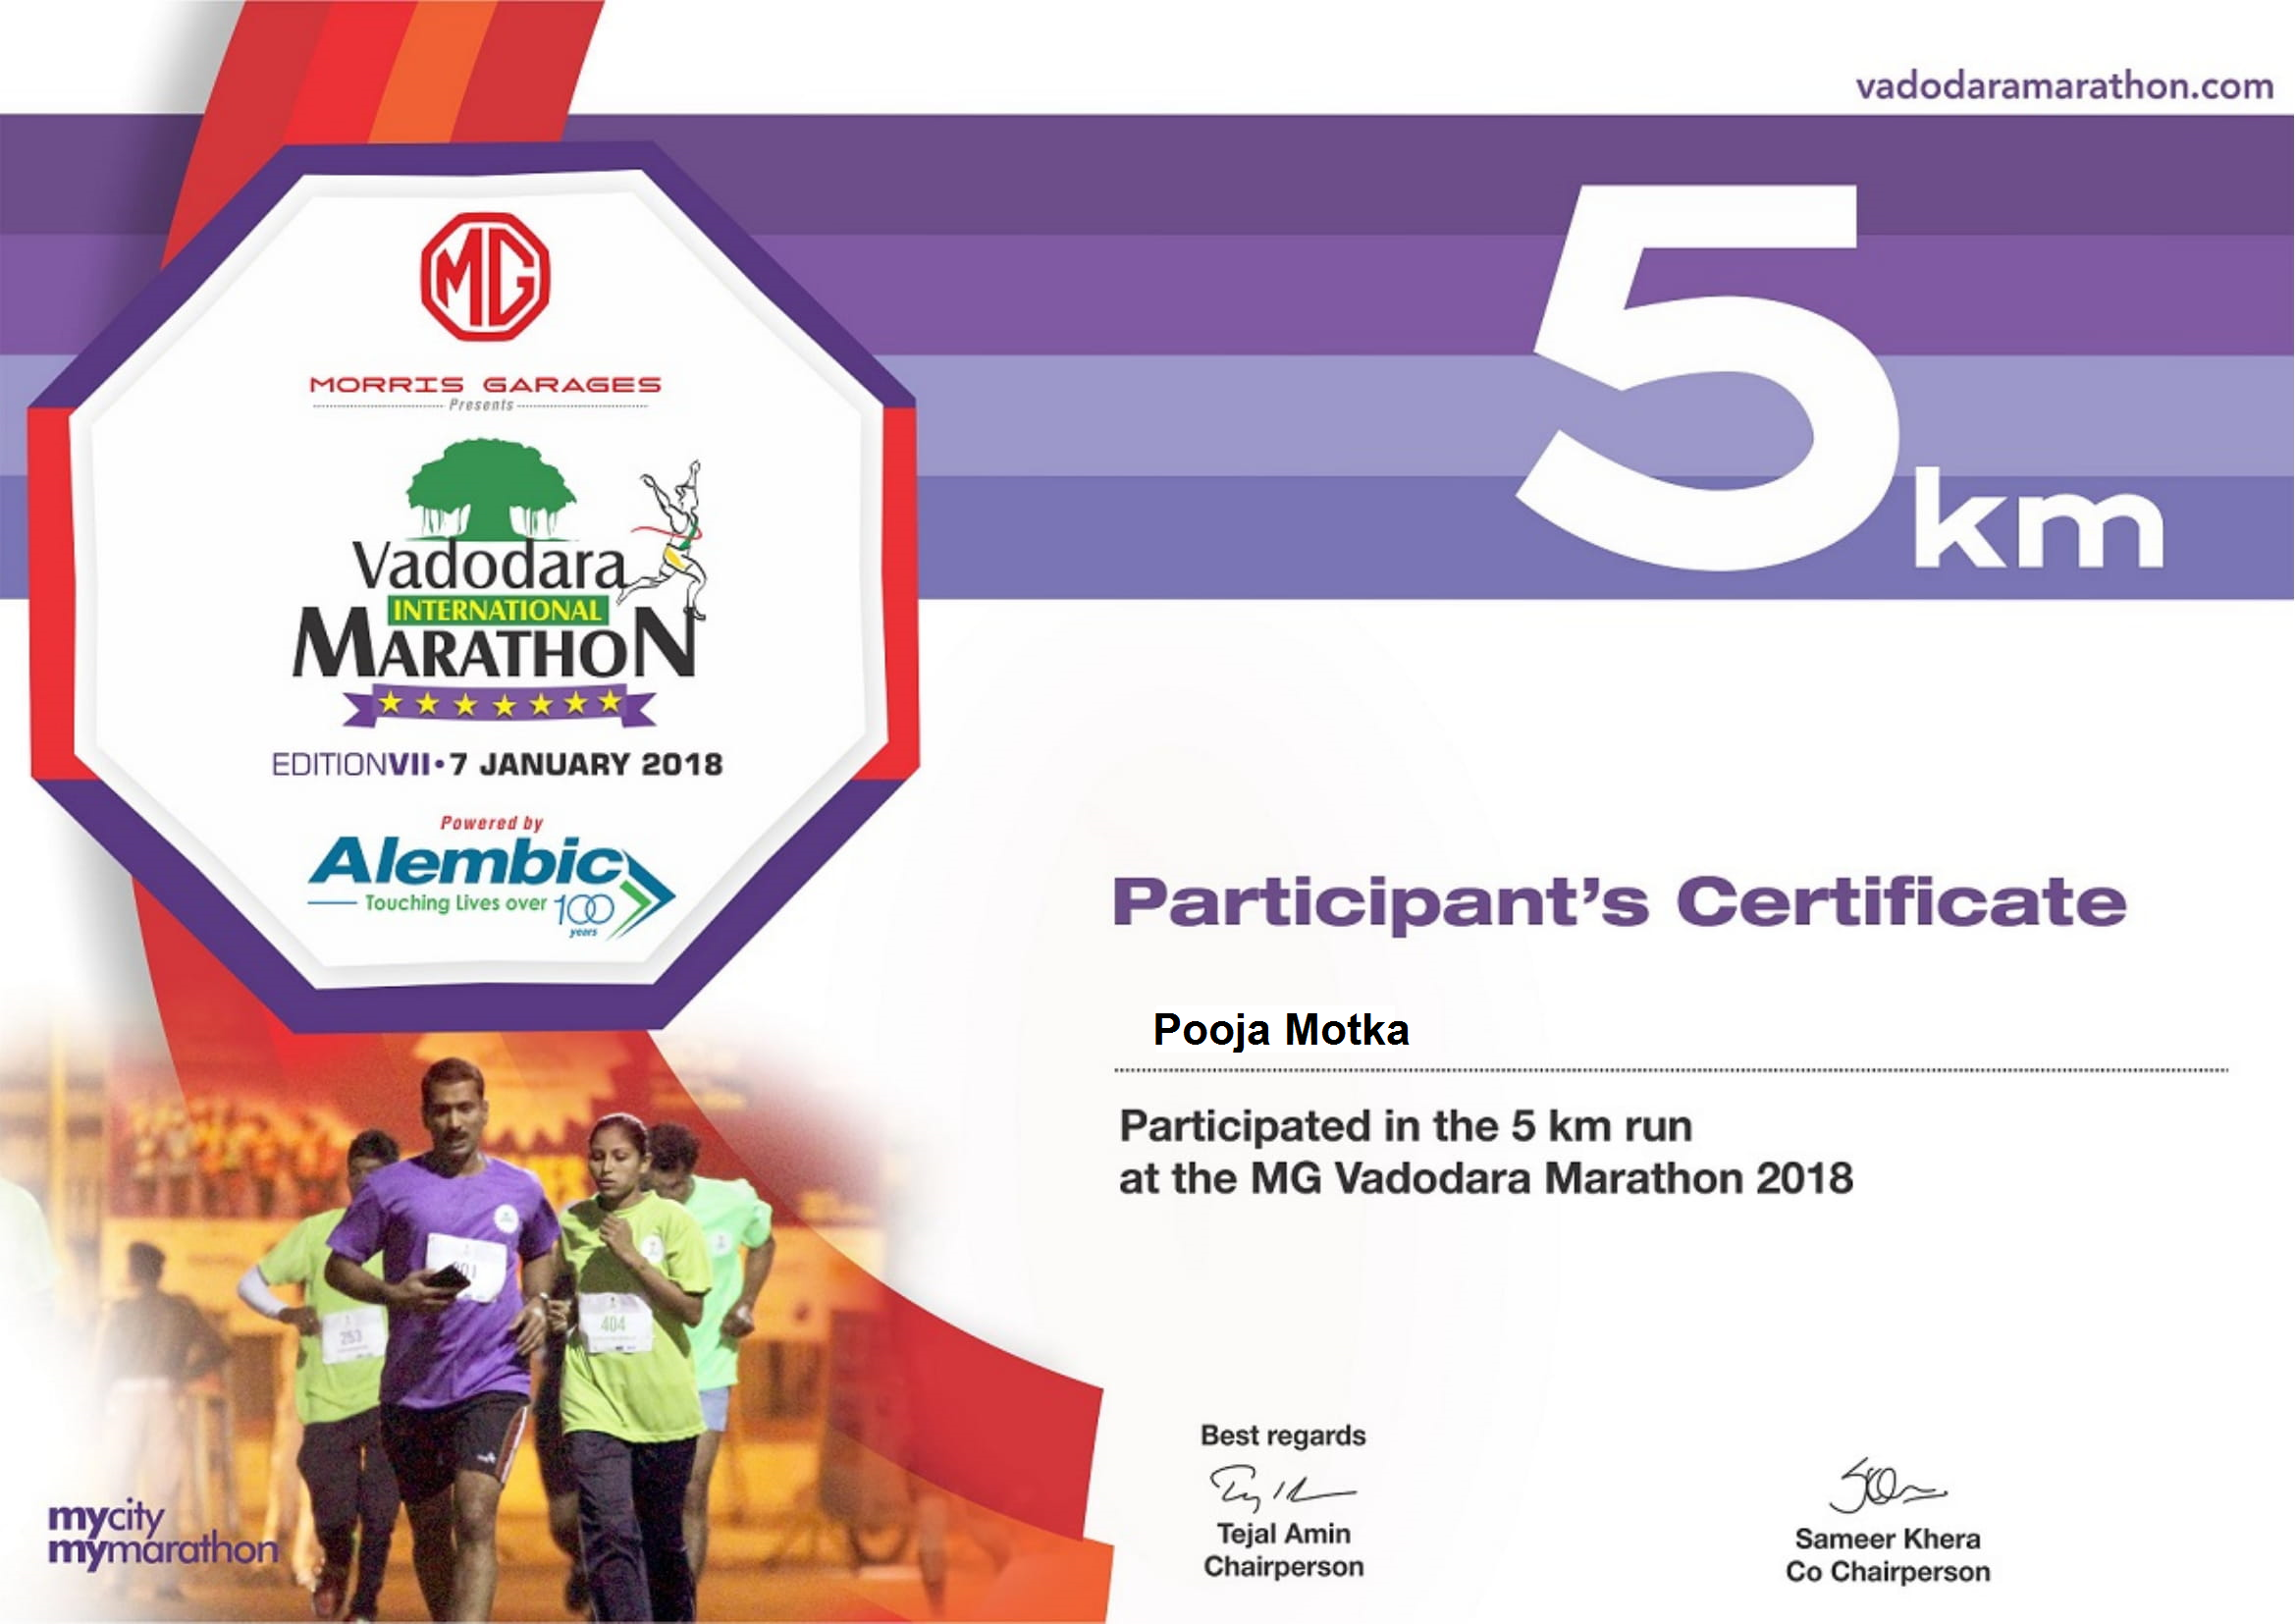 vadodaramarathon.com
MG
MORRIS GARAGES
Presents
Vadodara
INTERNATIONAL
MARATHON
EDITIONVII•7 JANUARY 2018
Powered by
Alembic
Touching Lives over 100
years
5km
Participant's Certificate
Pooja Motka
Participated in the 5 km run
at the MG Vadodara Marathon 2018
253
404
Best regards
Tejal Amin
Chairperson
Sameer Khera
Co Chairperson
mycity
mymarathon